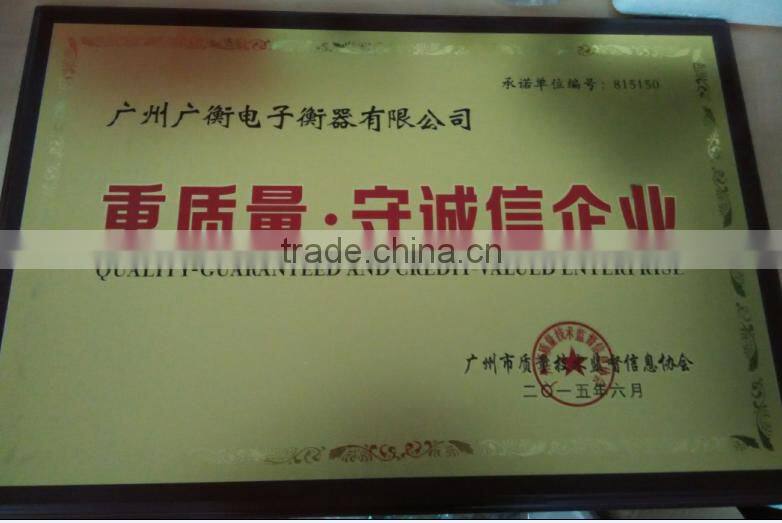 承诺单位编号：815150
广州广衡电子衡器有限公司
重质量·守诚信企业
trade.china.cn
QUALITY-GUARANTEED AND CREDIT-VALUED ENTERPRISE
广州市质量技术监督信息协会
二〇一五年六月